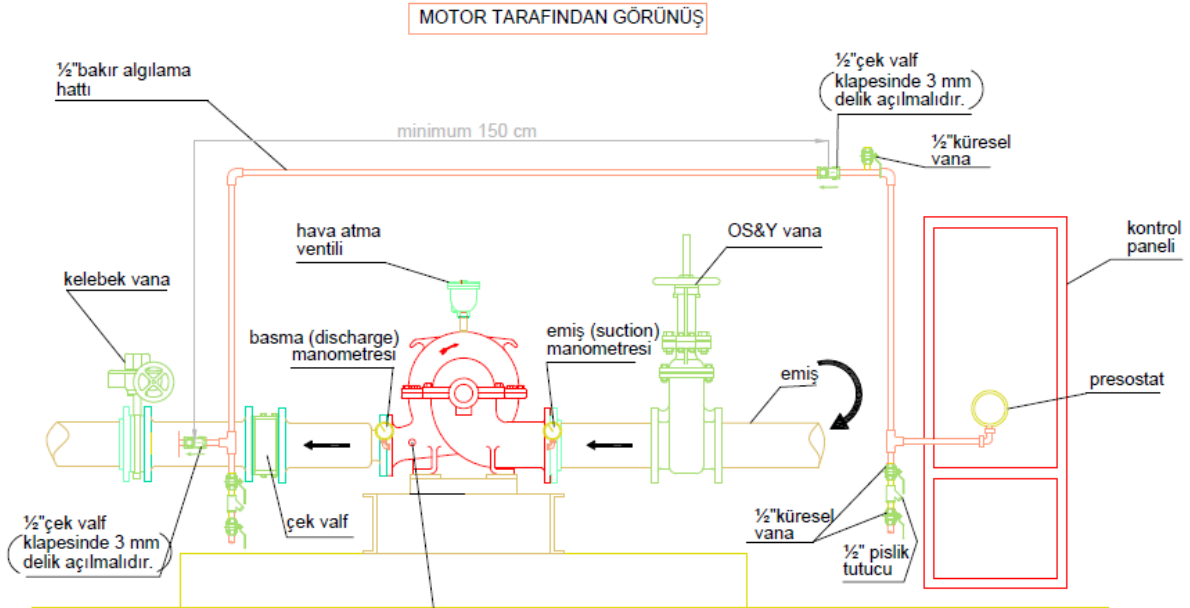 MOTOR TARAFINDAN GÖRÜNÜŞ
½"bakır algılama
hattı
½"çek valf
klapesinde 3 mm
delik açılmalıdır.
minimum 150 cm
½"küresel
vana
hava atma
ventili
OS&Y vana
kontrol
paneli
kelebek vana
basma (discharge)
manometresi
emiş (suction)
manometresi
emiş
presostat
½"çek valf
klapesinde 3 mm
delik açılmalıdır.
çek valf
½"küresel
vana
½" pislik
tutucu